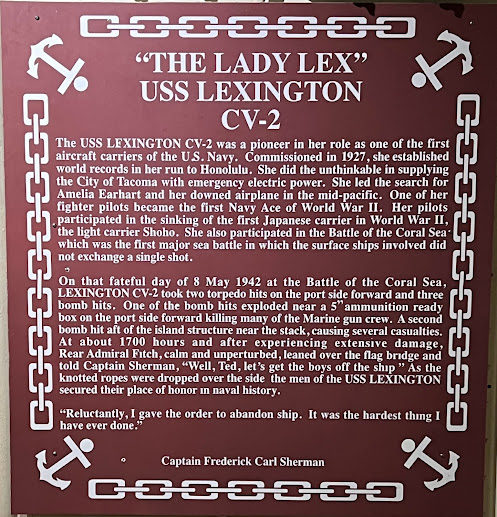 “THE LADY LEX”
USS LEXINGTON
CV-2
The USS LEXINGTON CV-2 was a pioneer in her role as one of the first
aircraft carriers of the U.S. Navy. Commissioned in 1927, she established
world records in her run to Honolulu. She did the unthinkable in supplying
the City of Tacoma with emergency electric power. She led the search for
Amelia Earhart and her downed airplane in the mid-pacific. One of her
fighter pilots became the first Navy Ace of World War II. Her pilots
participated in the sinking of the first Japanese carrier in World War II,
the light carrier Shoho. She also participated in the Battle of the Coral Sea
which was the first major sea battle in which the surface ships involved did
not exchange a single shot.
On that fateful day of 8 May 1942 at the Battle of the Coral Sea,
LEXINGTON CV-2 took two torpedo hits on the port side forward and three
bomb hits. One of the bomb hits exploded near a 5" ammunition ready
box on the port side forward killing many of the Marine gun crew. A second
bomb hit aft of the island structure near the stack, causing several casualties.
At about 1700 hours and after experiencing extensive damage,
Rear Admiral Fitch, calm and unperturbed, leaned over the flag bridge and
told Captain Sherman, “Well, Ted, let's get the boys off the ship ” As the
knotted ropes were dropped over the side the men of the USS LEXINGTON
secured their place of honor in naval history.
“Reluctantly, I gave the order to abandon ship. It was the hardest thing I
have ever done.”
Captain Frederick Carl Sherman